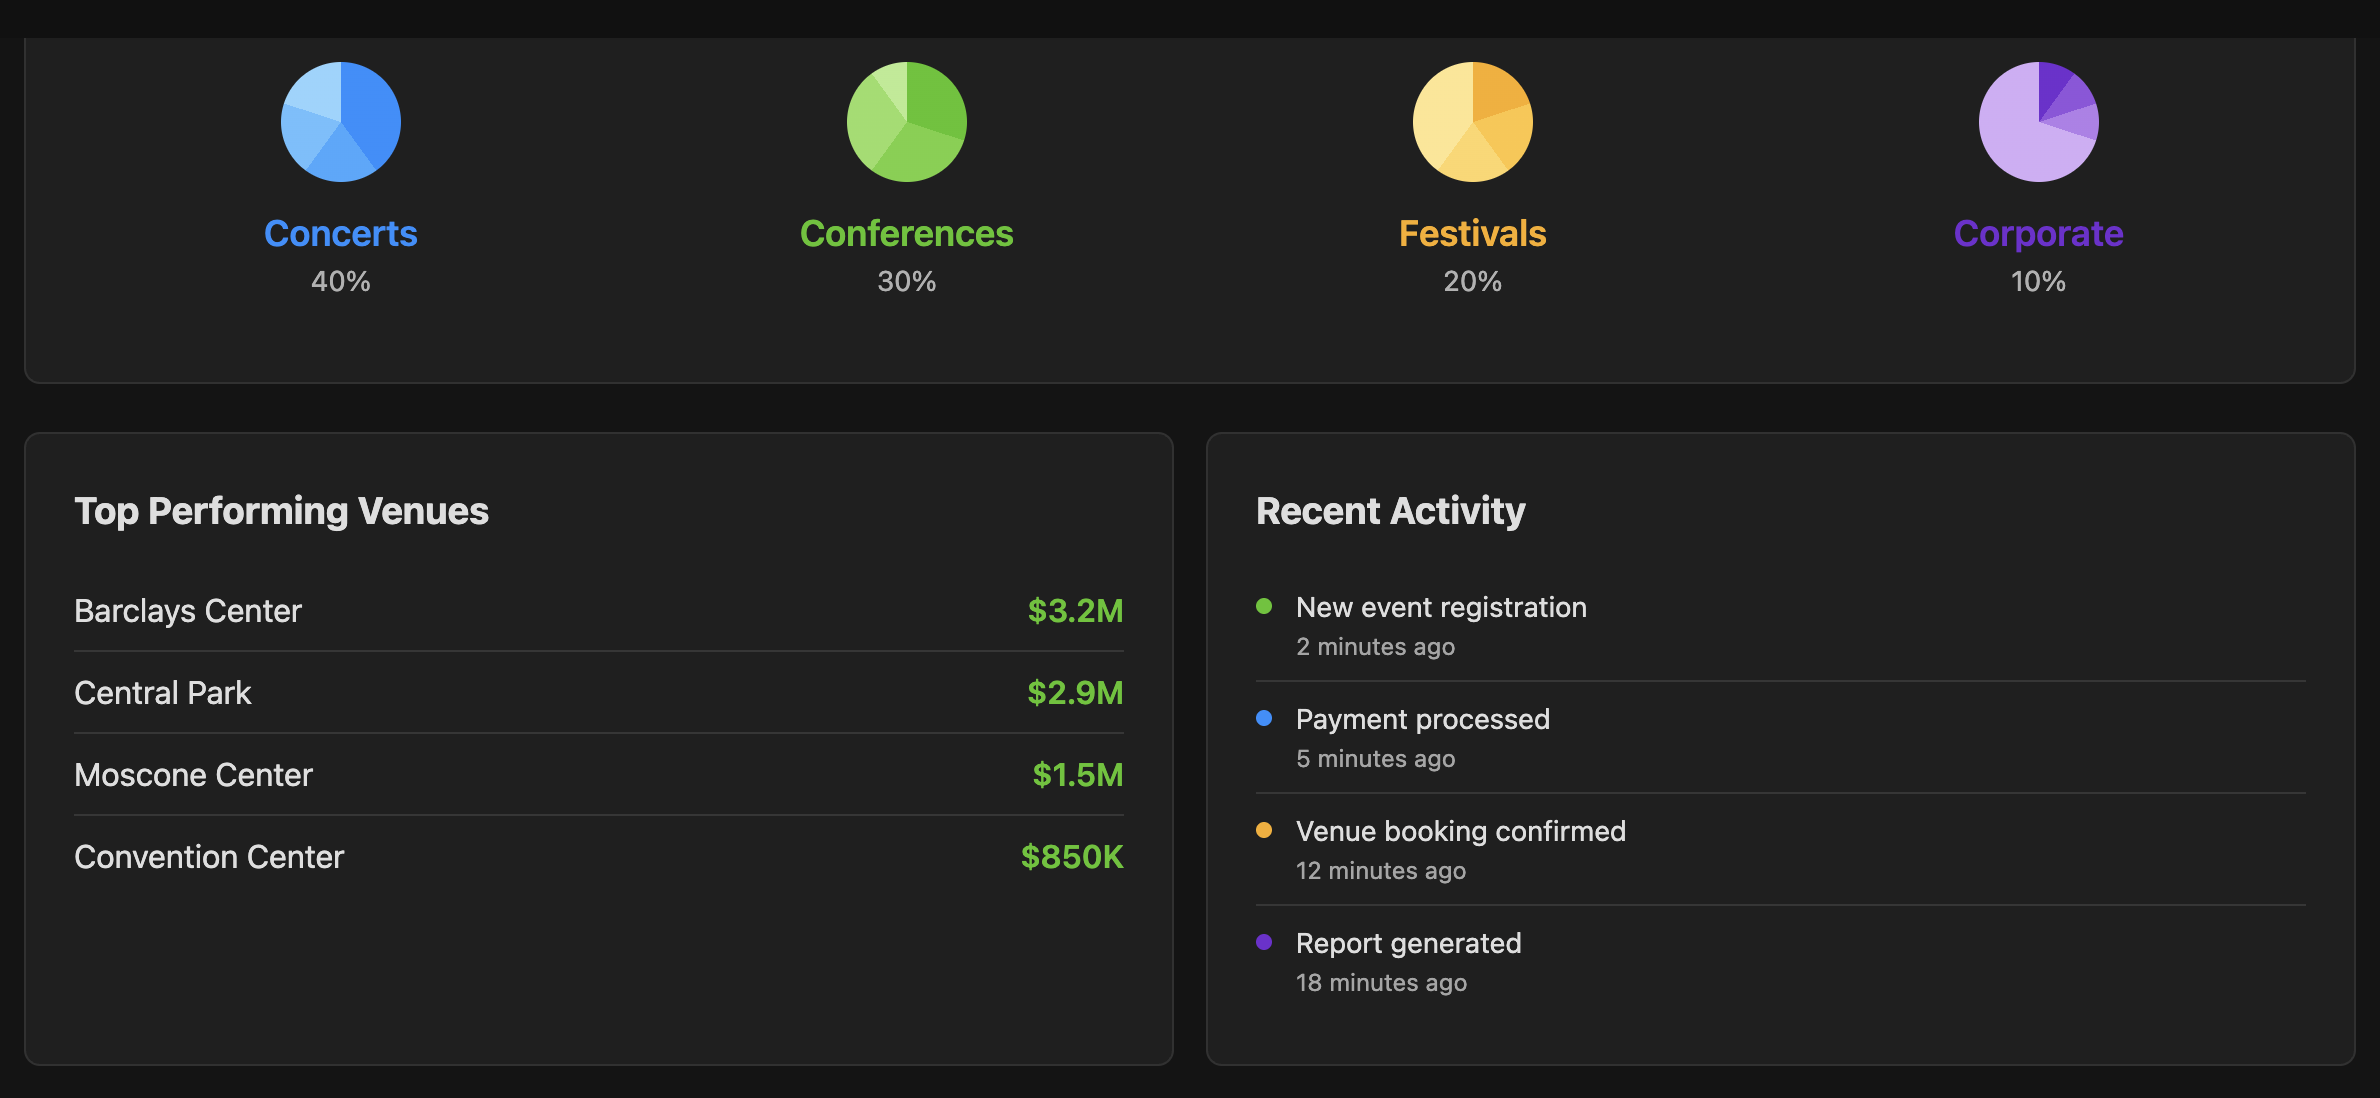 Concerts
40%
Conferences
30%
Festivals
20%
Corporate
10%
Top Performing Venues
Barclays Center $3.2M
Central Park $2.9M
Moscone Center $1.5M
Convention Center $850K
Recent Activity
New event registration
2 minutes ago
Payment processed
5 minutes ago
Venue booking confirmed
12 minutes ago
Report generated
18 minutes ago